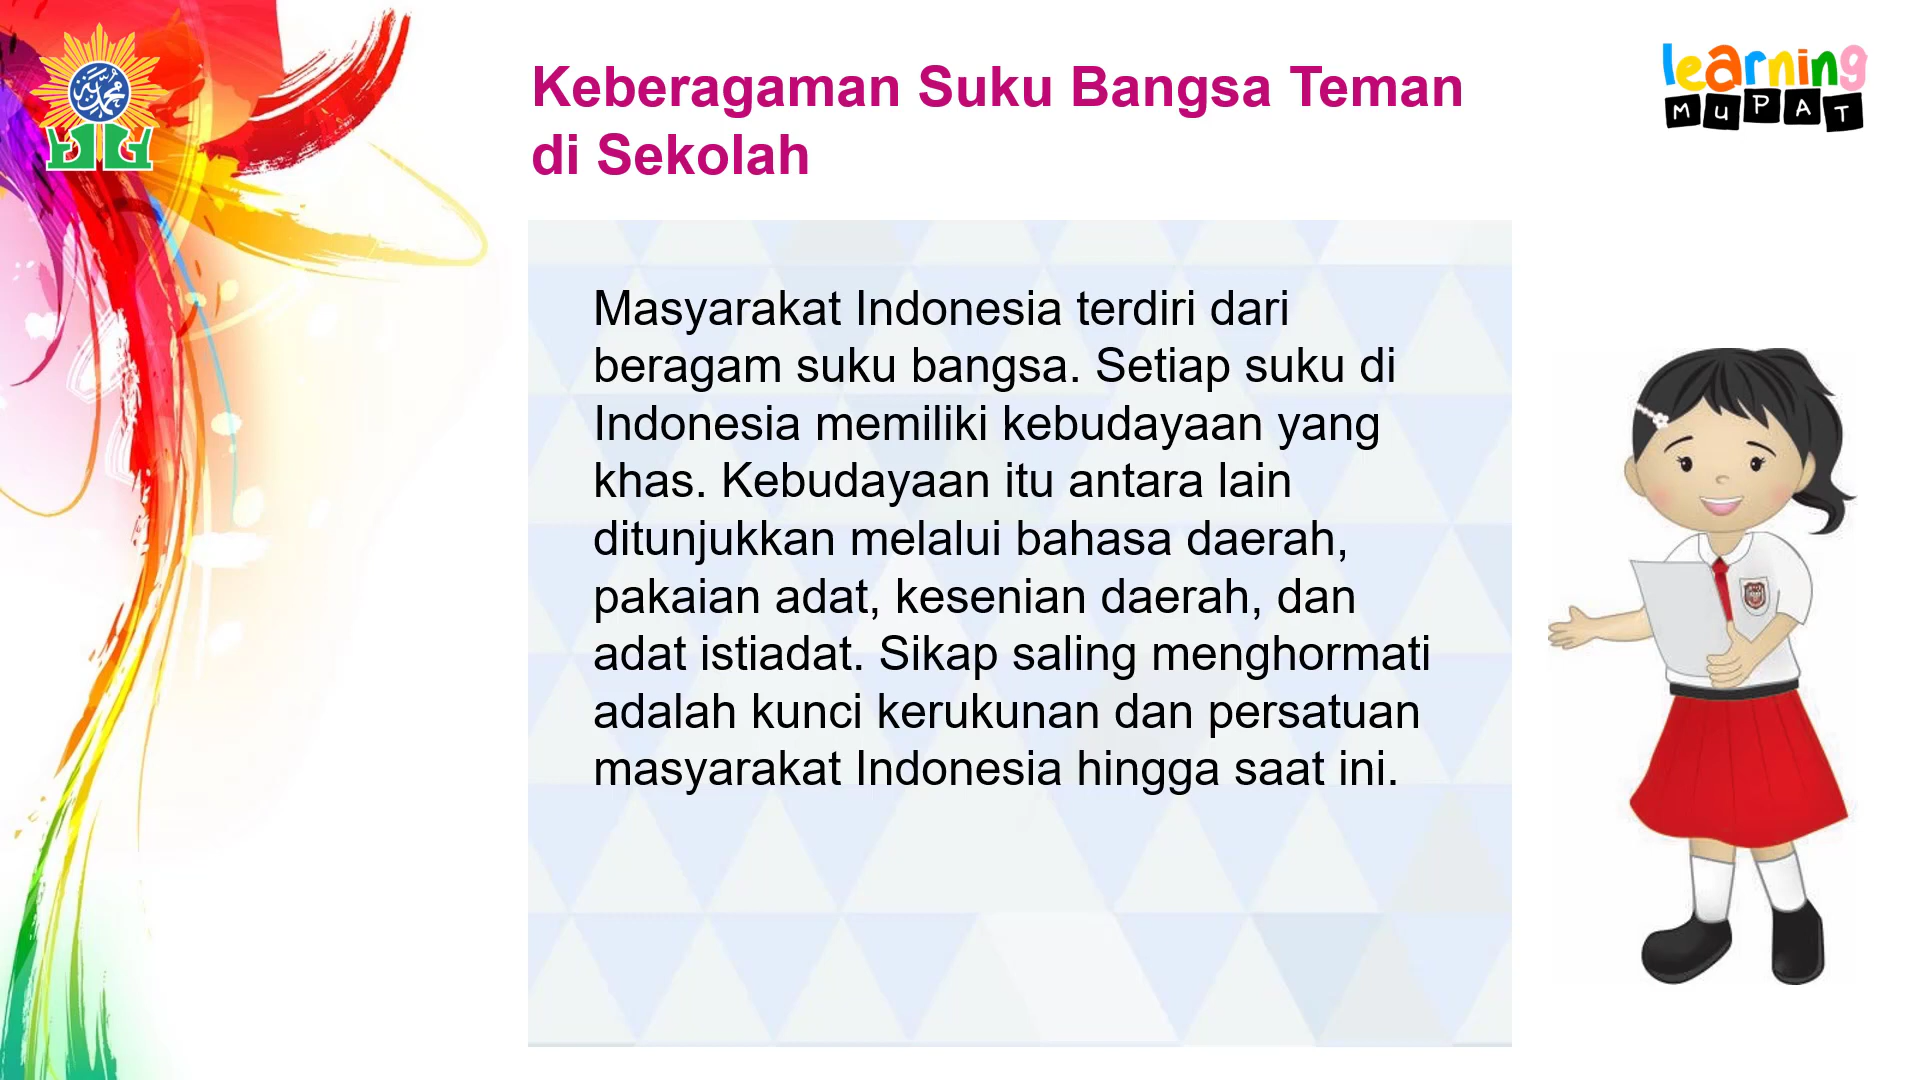 Keberagaman Suku Bangsa Teman
di Sekolah
learning
MUPAT
Masyarakat Indonesia terdiri dari
beragam suku bangsa. Setiap suku di
Indonesia memiliki kebudayaan yang
khas. Kebudayaan itu antara lain
ditunjukkan melalui bahasa daerah,
pakaian adat, kesenian daerah, dan
adat istiadat. Sikap saling menghormati
adalah kunci kerukunan dan persatuan
masyarakat Indonesia hingga saat ini.